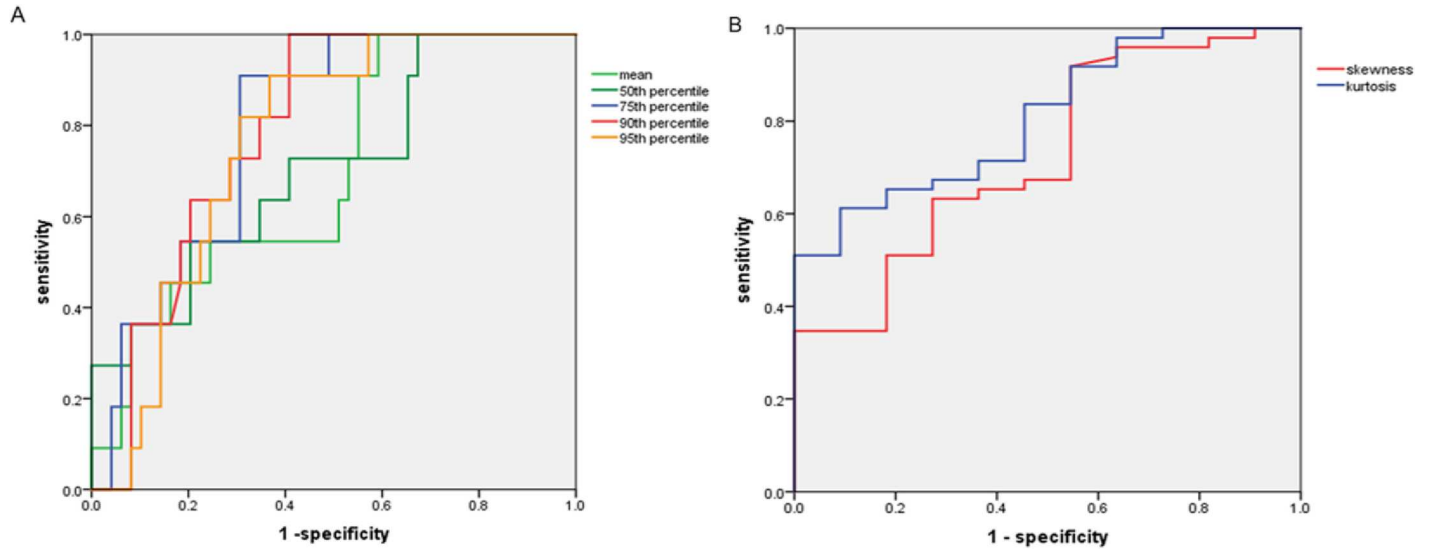 A
1.0
0.8
0.6
0.4
0.2
0.0
sensitivity
0.0 0.2 0.4 0.6 0.8 1.0
1 -specificity
mean
50th percentile
75th percentile
90th percentile
95th percentile
B
1.0
0.8
0.6
0.4
0.2
0.0
sensitivity
0.0 0.2 0.4 0.6 0.8 1.0
1 - specificity
skewness
kurtosis